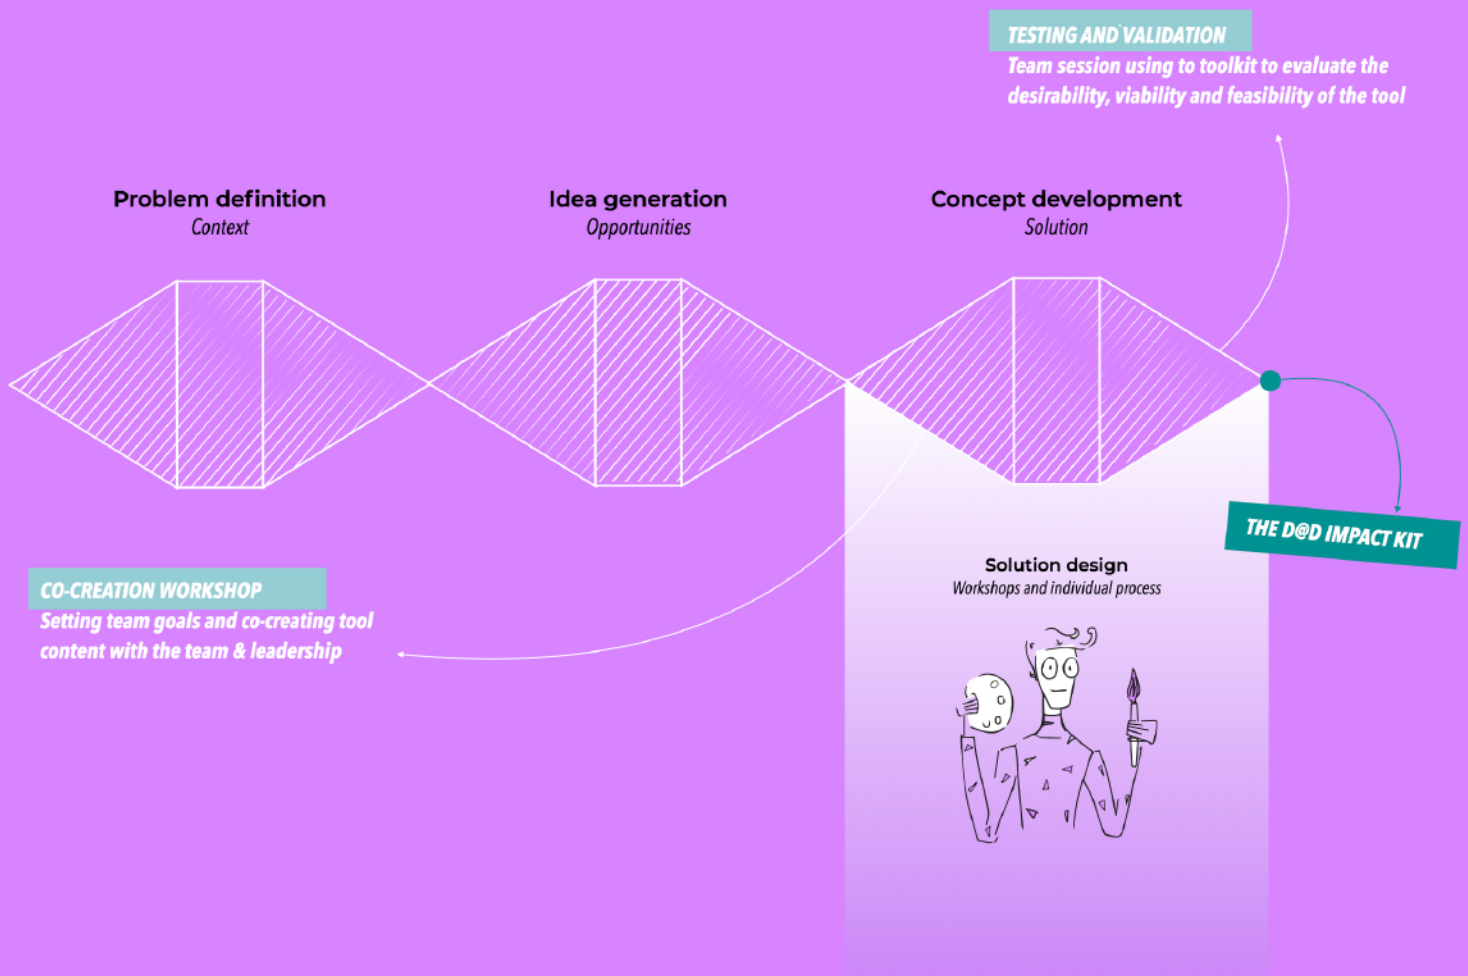 TESTING AND VALIDATION
Team session using to toolkit to evaluate the
desirability, viability and feasibility of the tool
Problem definition
Context
Idea generation
Opportunities
Concept development
Solution
THE D@D IMPACT KIT
Solution design
Workshops and individual process
CO-CREATION WORKSHOP
Setting team goals and co-creating tool
content with the team & leadership